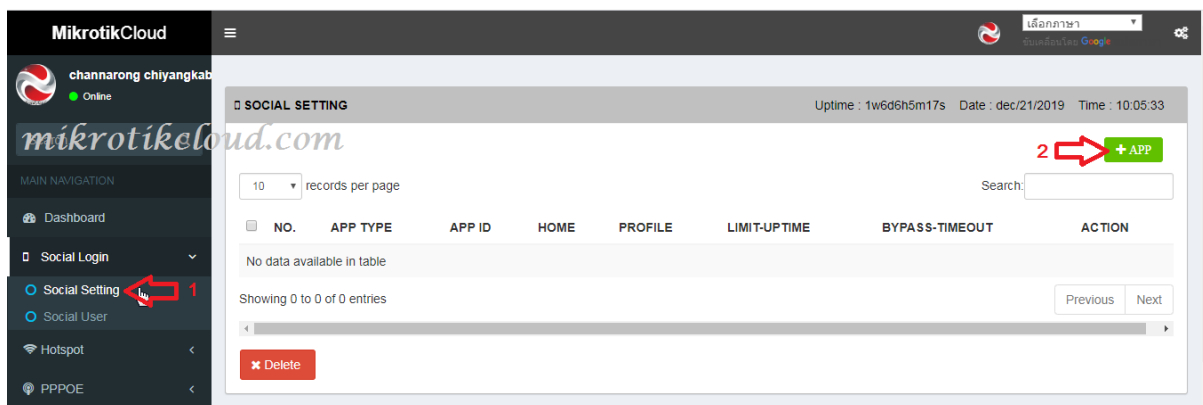 MikrotikCloud
เลือกภาษา
ขับเคลื่อนโดย Google
channarong chiyangkab
Online
SOCIAL SETTING
Uptime : 1w6d6h5m17s Date : dec/21/2019 Time : 10:05:33
mikrotikcloud.com
2
+ APP
MAIN NAVIGATION
10 records per page
Search:
Dashboard
NO. APP TYPE APP ID HOME PROFILE LIMIT-UPTIME BYPASS-TIMEOUT ACTION
Social Login
No data available in table
Social Setting
1
Showing 0 to 0 of 0 entries
Previous Next
Social User
Hotspot
✖ Delete
PPPOE